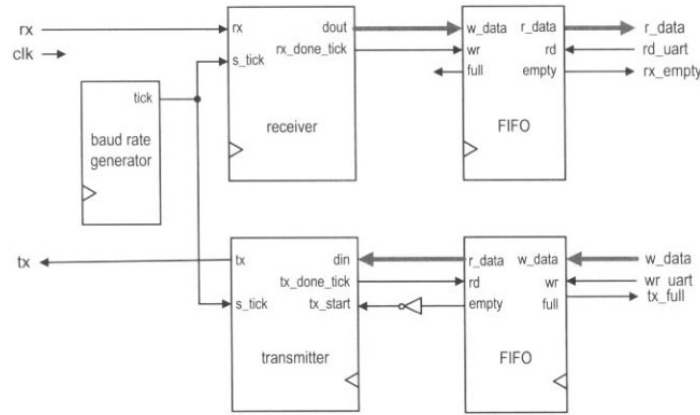 rx
clk
rx
s_tick
dout
rx_done_tick
receiver
w_data
wr
full
r_data
rd
empty
FIFO
r_data
rd_uart
rx_empty
tick
baud rate
generator
tx
tx
s_tick
din
tx_done_tick
tx_start
transmitter
r_data
rd
empty
w_data
wr
full
FIFO
w_data
wr_uart
tx_full